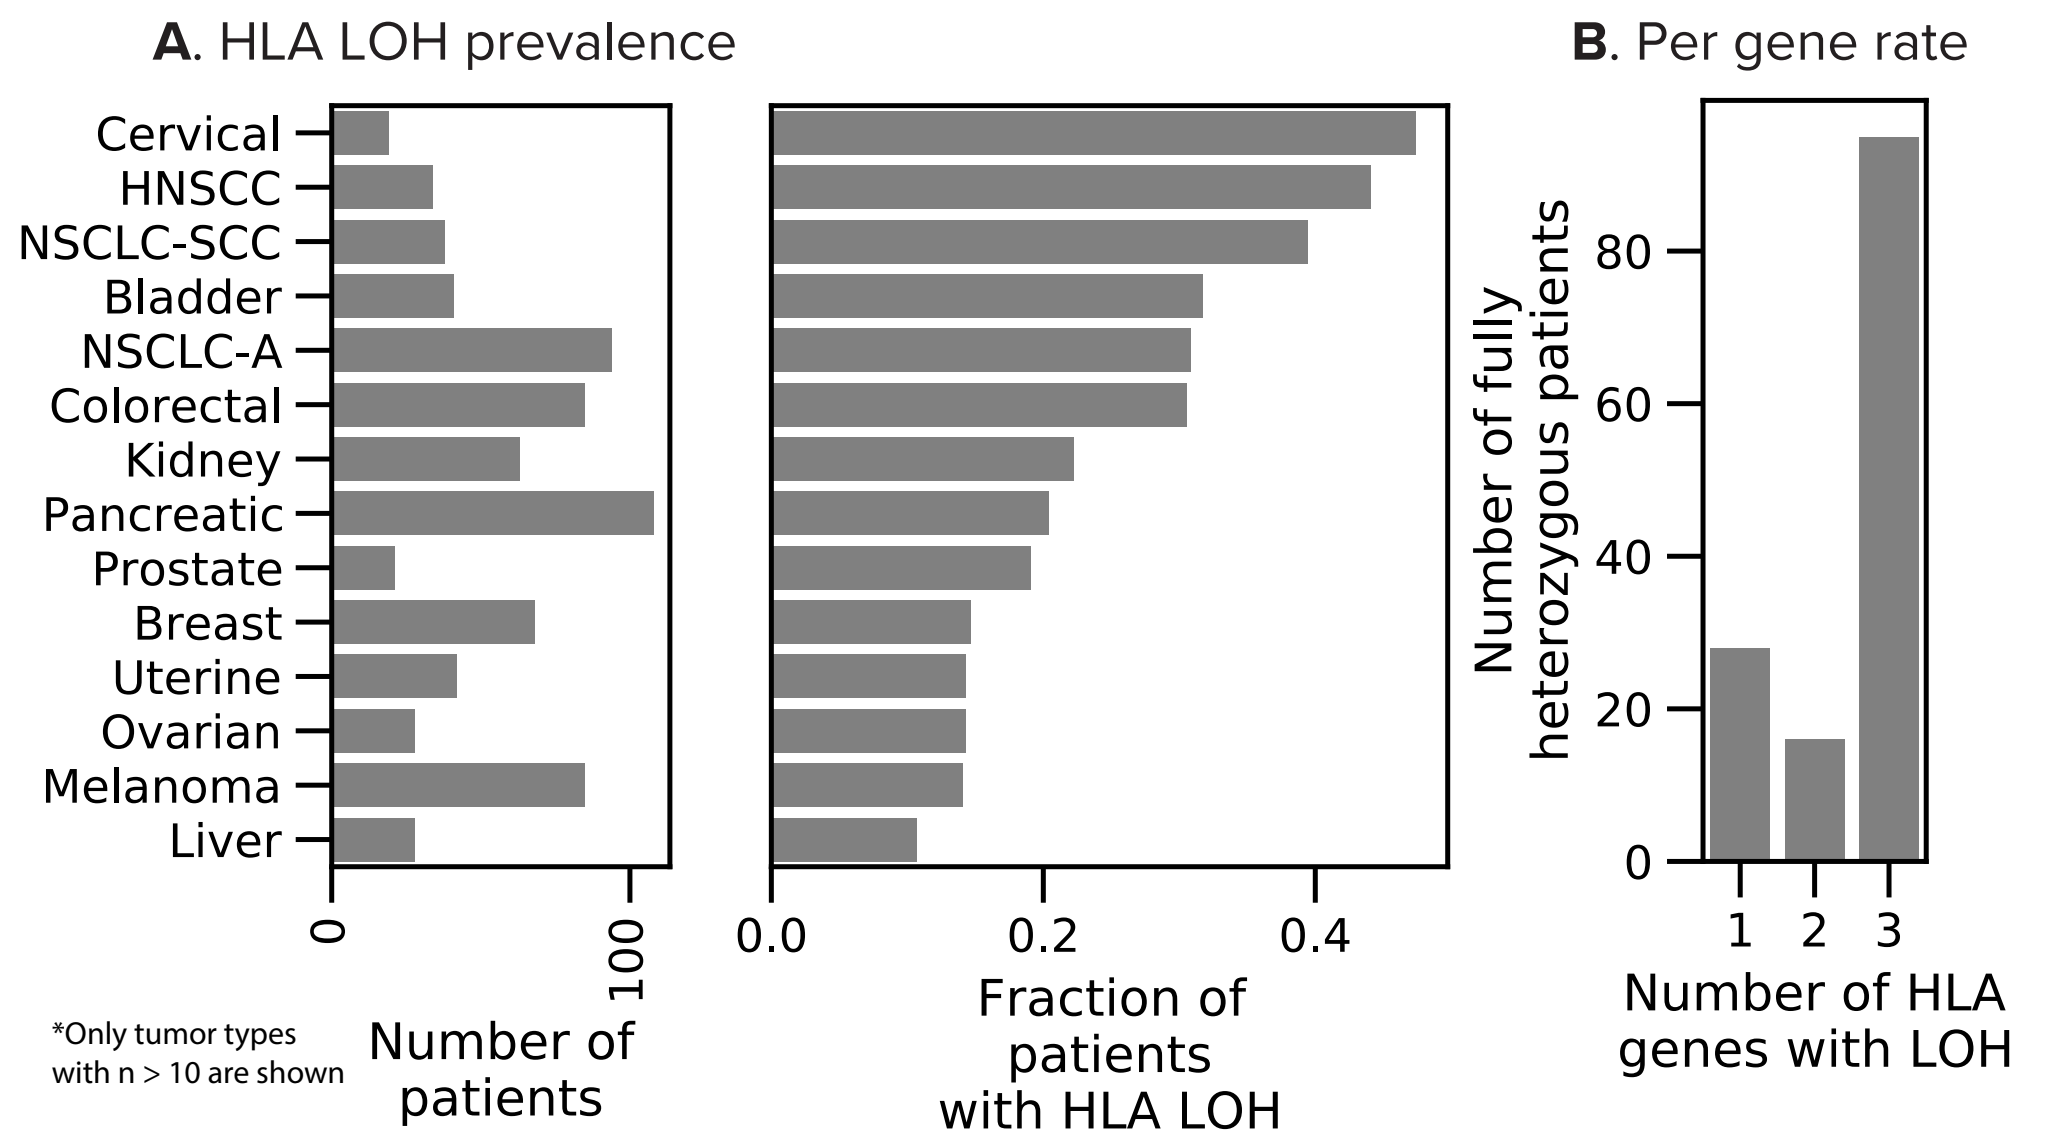 A. HLA LOH prevalence
Cervical
HNSCC
NSCLC-SCC
Bladder
NSCLC-A
Colorectal
Kidney
Pancreatic
Prostate
Breast
Uterine
Ovarian
Melanoma
Liver
0
100
Number of
patients
*Only tumor types
with n > 10 are shown
0.0
0.2
0.4
Fraction of
patients
with HLA LOH
B. Per gene rate
Number of fully
heterozygous patients
80
60
40
20
0
1
2
3
Number of HLA
genes with LOH